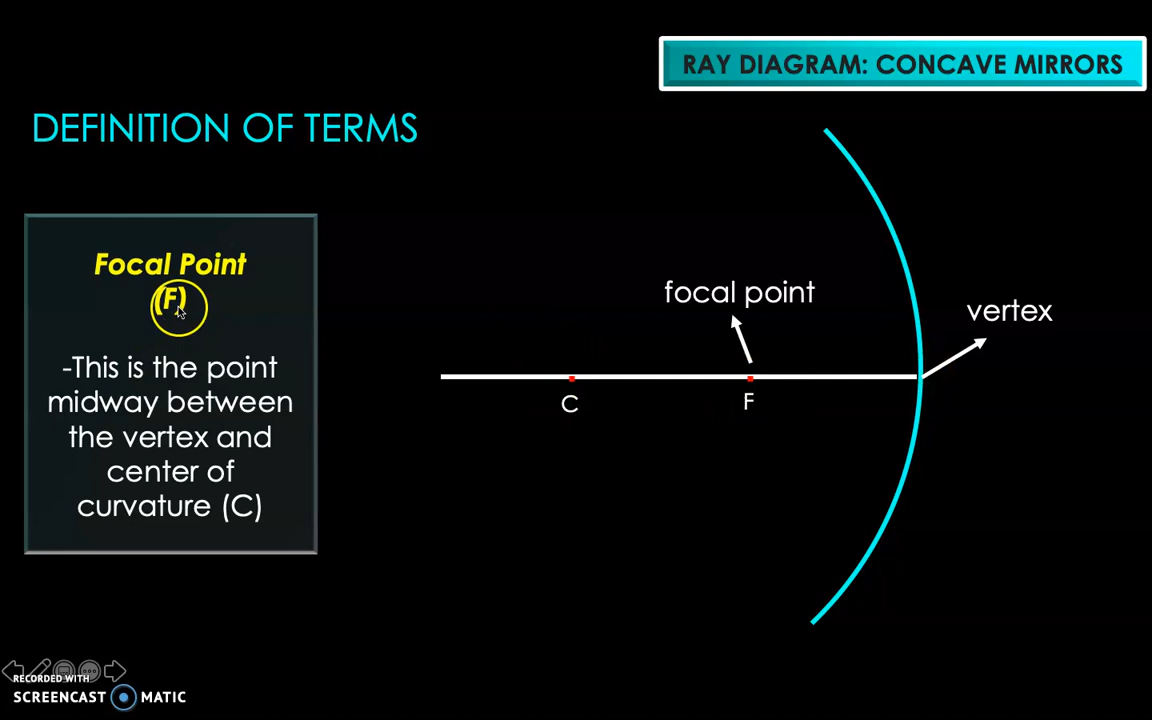 RAY DIAGRAM: CONCAVE MIRRORS
DEFINITION OF TERMS
Focal Point
(F)
-This is the point
midway between
the vertex and
center of
curvature (C)
focal point
vertex
C
F
RECORDED WITH
SCREENCAST MATIC